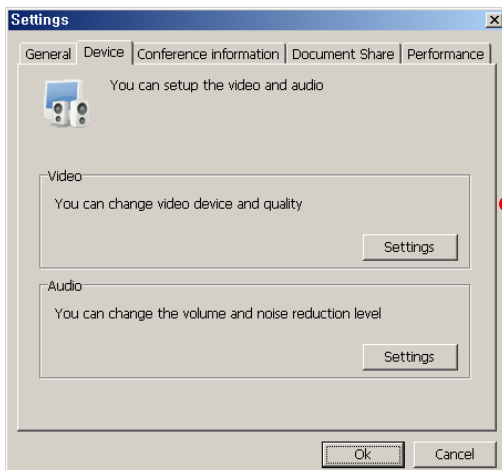 Settings
General Device Conference information Document Share Performance
You can setup the video and audio
Video
You can change video device and quality
Settings
Audio
You can change the volume and noise reduction level
Settings
Ok Cancel